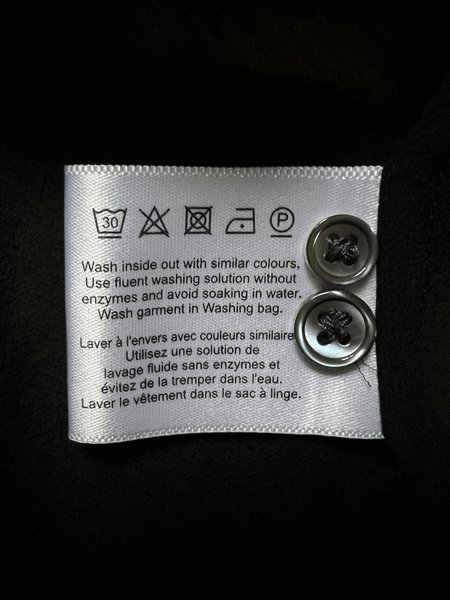 30 P
Wash inside out with similar colours,
Use fluent washing solution without
enzymes and avoid soaking in water.
Wash garment in Washing bag.
Laver à l'envers avec couleurs similaire
Utilisez une solution de
lavage fluide sans enzymes et
évitez de la tremper dans l'eau.
Laver le vêtement dans le sac à linge.